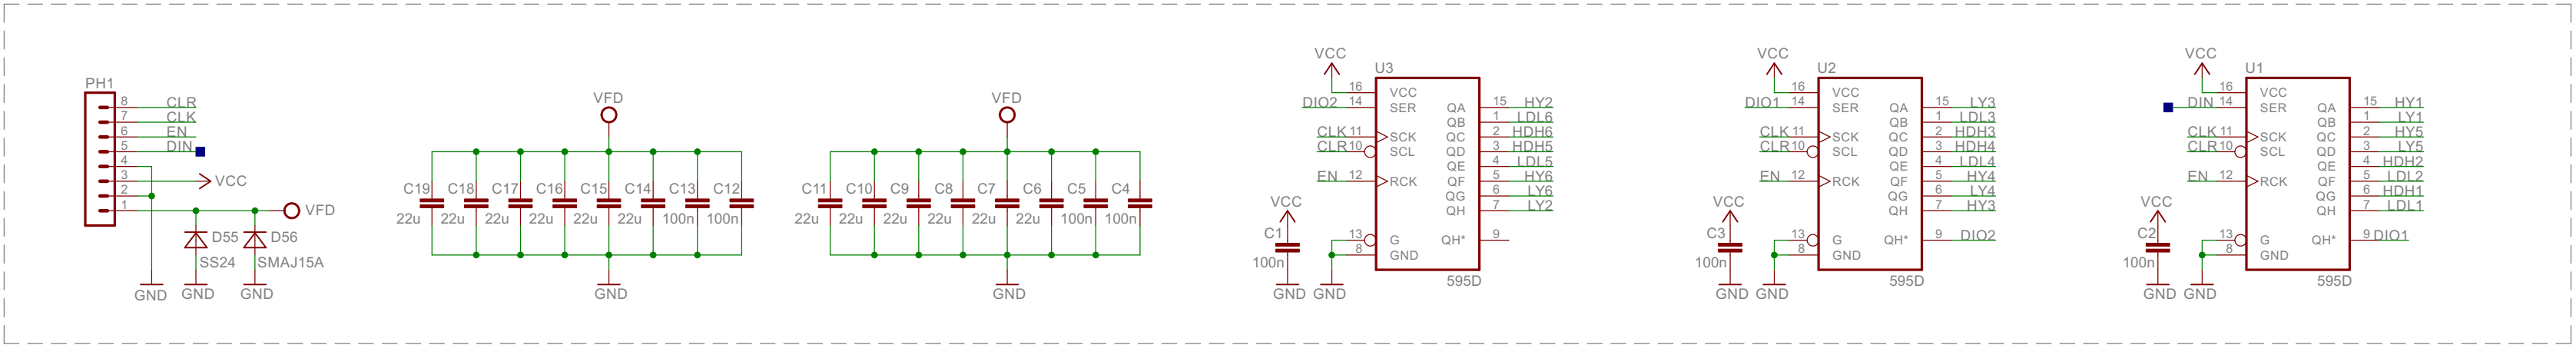 PH1
8 CLR
7 CLK
6 EN
5 DIN
4
3 VCC
2
1 VFD
D55 D56
SS24 SMAJ15A
GND GND GND
VFD
C19 C18 C17 C16 C15 C14 C13 C12
22u 22u 22u 22u 22u 22u 100n 100n
GND
VFD
C11 C10 C9 C8 C7 C6 C5 C4
22u 22u 22u 22u 22u 22u 100n 100n
GND
VCC U3
16 VCC
DIO2 14 SER QA 15 HY2
QB 1 LDL6
CLK 11 SCK QC 2 HDH6
CLR 10 SCL QD 3 HDH5
QE 4 LDL5
EN 12 RCK QF 5 HY6
QG 6 LY6
QH 7 LY2
VCC
C1
100n
GND
13 G QH* 9
8 GND
GND 595D
VCC U2
16 VCC
DIO1 14 SER QA 15 LY3
QB 1 LDL3
CLK 11 SCK QC 2 HDH3
CLR 10 SCL QD 3 HDH4
QE 4 LDL4
EN 12 RCK QF 5 HY4
QG 6 LY4
QH 7 HY3
VCC
C3
100n
GND
13 G QH* 9 DIO2
8 GND
GND 595D
VCC U1
16 VCC
DIN 14 SER QA 15 HY1
QB 1 LY1
CLK 11 SCK QC 2 HY5
CLR 10 SCL QD 3 LY5
QE 4 HDH2
EN 12 RCK QF 5 LDL2
QG 6 HDH1
QH 7 LDL1
VCC
C2
100n
GND
13 G QH* 9 DIO1
8 GND
GND 595D